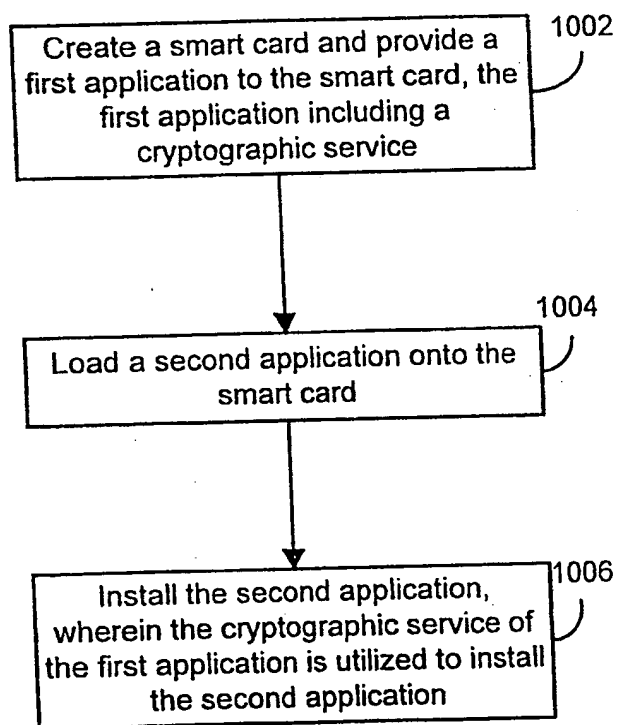 1002
Create a smart card and provide a
first application to the smart card, the
first application including a
cryptographic service
1004
Load a second application onto the
smart card
1006
Install the second application,
wherein the cryptographic service of
the first application is utilized to install
the second application